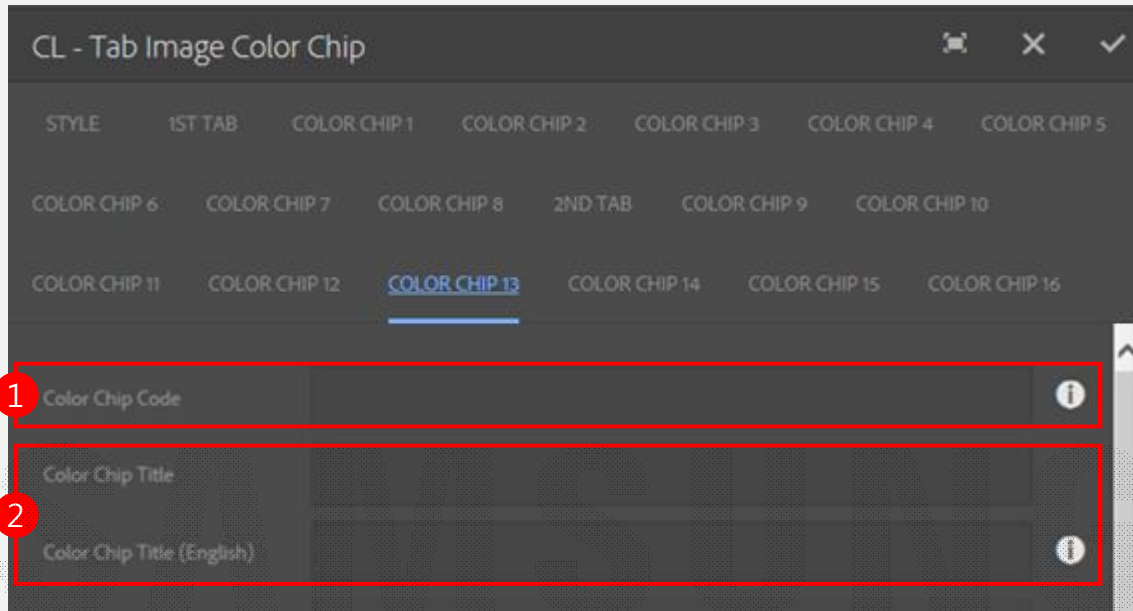 CL - Tab Image Color Chip
STYLE 1ST TAB COLOR CHIP 1 COLOR CHIP 2 COLOR CHIP 3 COLOR CHIP 4 COLOR CHIP 5
COLOR CHIP 6 COLOR CHIP 7 COLOR CHIP 8 2ND TAB COLOR CHIP 9 COLOR CHIP 10
COLOR CHIP 11 COLOR CHIP 12 COLOR CHIP 13 COLOR CHIP 14 COLOR CHIP 15 COLOR CHIP 16
1 Color Chip Code
Color Chip Title
2
Color Chip Title (English)
SAMSUNG